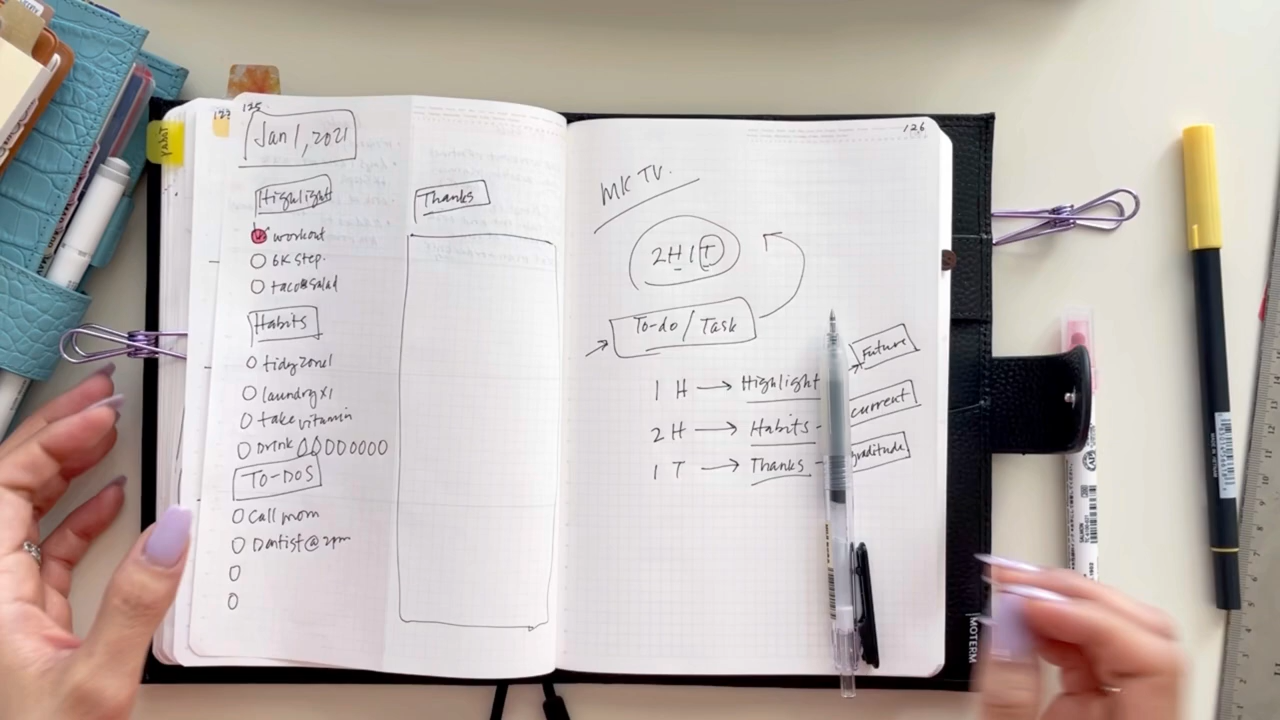 125
Jan 1, 2021
Highlight
workout
6K step.
taco & salad
Habits
tidy zone 1
laundry x1
take vitamin
Drink
TO-DOS
Call mom
Dentist @ 2pm
Thanks
126
MK TV.
2H1T
To-do / Task
1 H → Highlight
Future
2 H → Habits
current
1 T → Thanks
graditude
MOTERM